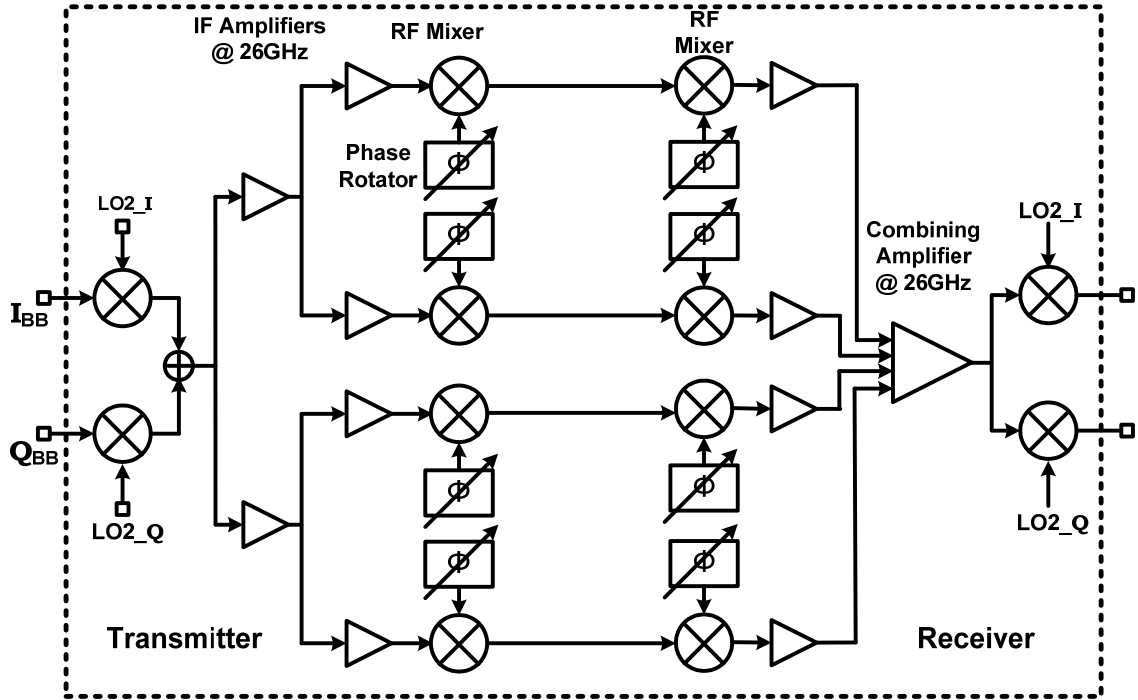 IF Amplifiers
@ 26GHz
RF Mixer
RF
Mixer
Φ
Φ
Phase
Rotator
Φ
Φ
LO2_I
LO2_I
Combining
Amplifier
@ 26GHz
IBB
QBB
LO2_Q
LO2_Q
Φ
Φ
Φ
Φ
Transmitter
Receiver